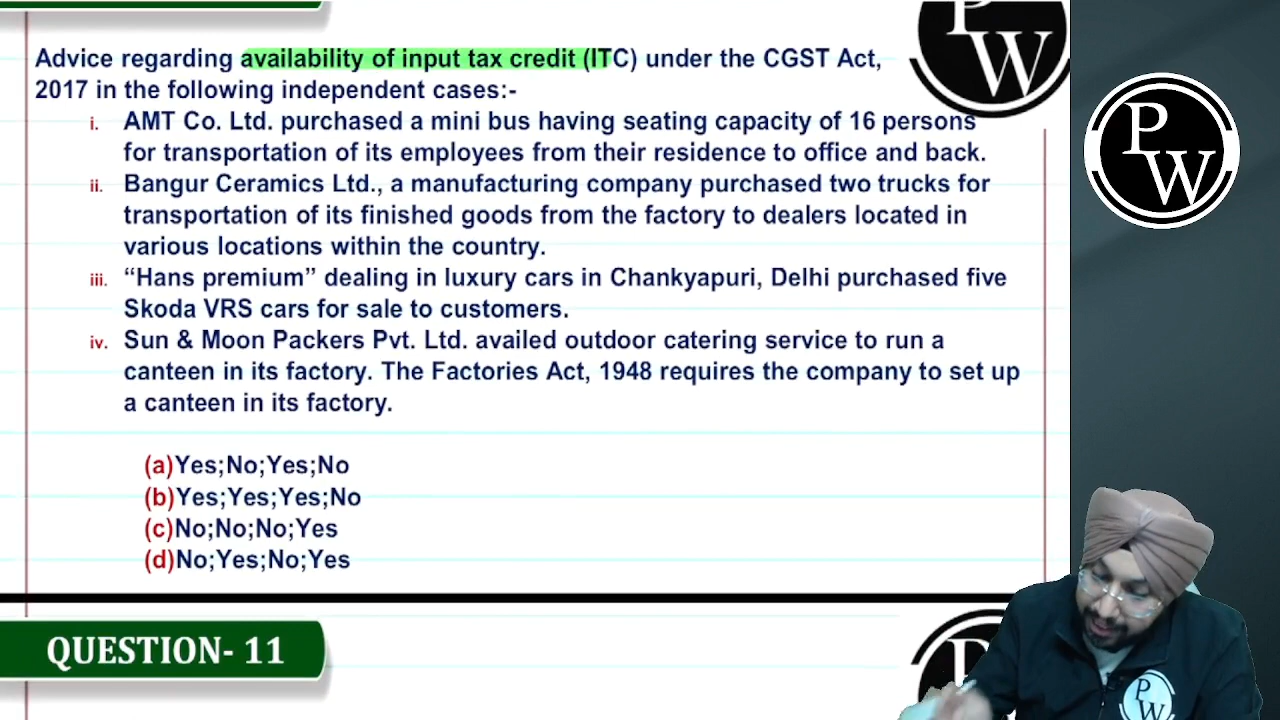 P
W
P
W
Advice regarding availability of input tax credit (ITC) under the CGST Act,
2017 in the following independent cases:-
i. AMT Co. Ltd. purchased a mini bus having seating capacity of 16 persons
for transportation of its employees from their residence to office and back.
ii. Bangur Ceramics Ltd., a manufacturing company purchased two trucks for
transportation of its finished goods from the factory to dealers located in
various locations within the country.
iii. “Hans premium” dealing in luxury cars in Chankyapuri, Delhi purchased five
Skoda VRS cars for sale to customers.
iv. Sun & Moon Packers Pvt. Ltd. availed outdoor catering service to run a
canteen in its factory. The Factories Act, 1948 requires the company to set up
a canteen in its factory.
(a)Yes;No;Yes;No
(b)Yes;Yes;Yes;No
(c)No;No;No;Yes
(d)No;Yes;No;Yes
QUESTION- 11
P
P
W